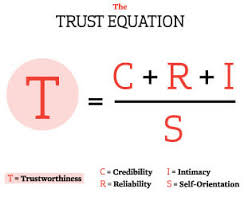 The
TRUST EQUATION
T = C + R + I
S
T = Trustworthiness
C = Credibility
R = Reliability
I = Intimacy
S = Self-Orientation